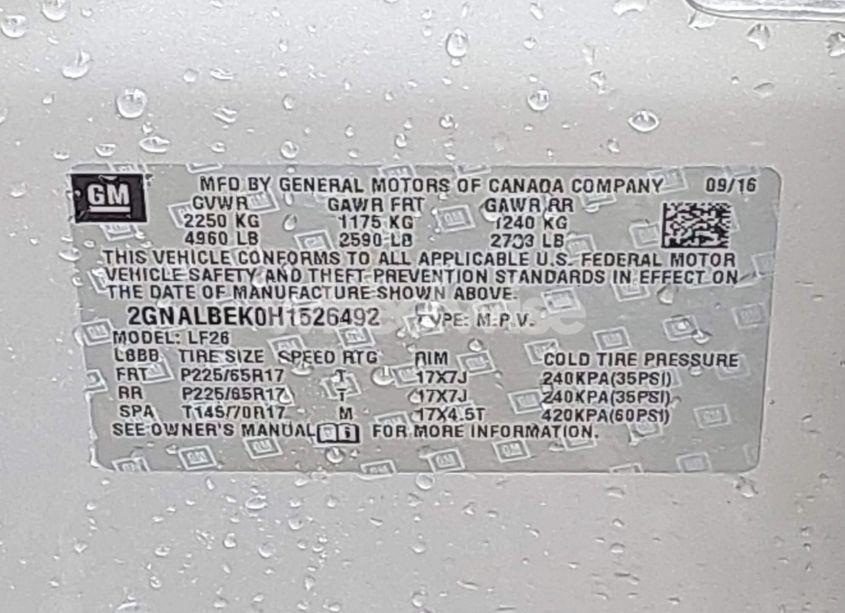 GM MFD BY GENERAL MOTORS OF CANADA COMPANY 09/16
GVWR GAWR FRT GAWR RR
2250 KG 1175 KG 1240 KG
4960 LB 2590 LB 2733 LB
THIS VEHICLE CONFORMS TO ALL APPLICABLE U.S. FEDERAL MOTOR
VEHICLE SAFETY AND THEFT PREVENTION STANDARDS IN EFFECT ON
THE DATE OF MANUFACTURE SHOWN ABOVE.
2GNALBEK0H1526492 TYPE: M.P.V.
MODEL: LF26
L8BB TIRE SIZE SPEED RTG RIM COLD TIRE PRESSURE
FRT P225/65R17 T 17X7J 240KPA(35PSI)
RR P225/65R17 T 17X7J 240KPA(35PSI)
SPA T145/70R17 M 17X4.5T 420KPA(60PSI)
SEE OWNER'S MANUAL FOR MORE INFORMATION.